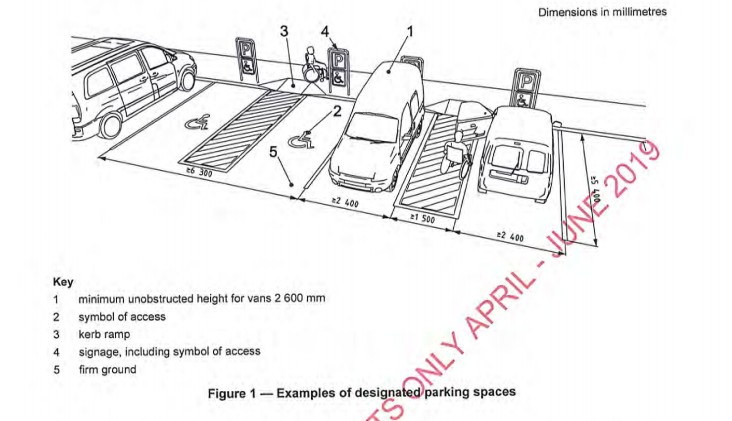 Dimensions in millimetres
3
4
1
P
P
P
2
5
≥6 300
≥2 400
≥1 500
≥2 400
≥5 400
Key
1 minimum unobstructed height for vans 2 600 mm
2 symbol of access
3 kerb ramp
4 signage, including symbol of access
5 firm ground
Figure 1 — Examples of designated parking spaces
TS ONLY APRIL - JUNE 2019